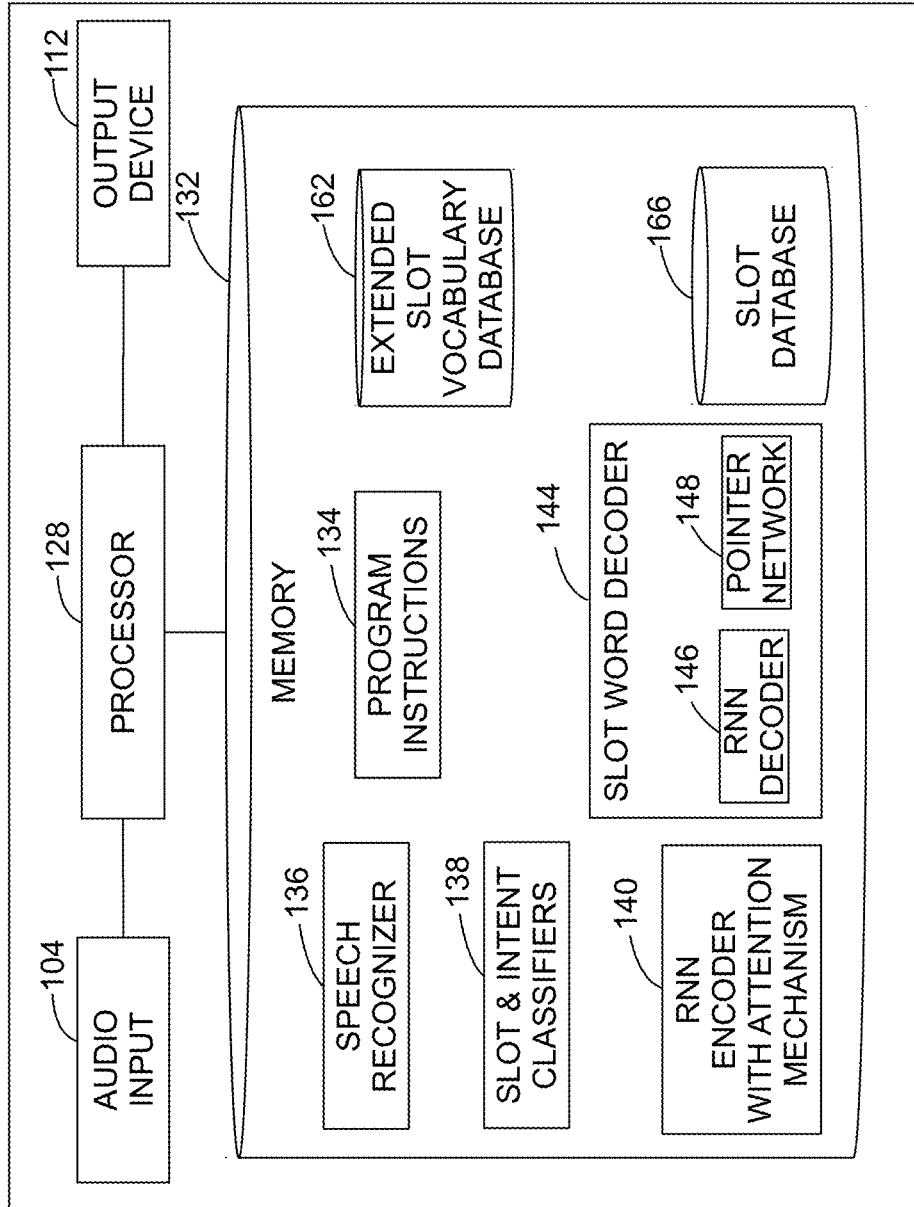 104
AUDIO
INPUT
128
PROCESSOR
112
OUTPUT
DEVICE
132
MEMORY
136
SPEECH
RECOGNIZER
134
PROGRAM
INSTRUCTIONS
162
EXTENDED
SLOT
VOCABULARY
DATABASE
138
SLOT & INTENT
CLASSIFIERS
140
RNN
ENCODER
WITH ATTENTION
MECHANISM
144
SLOT WORD DECODER
146
RNN
DECODER
148
POINTER
NETWORK
166
SLOT
DATABASE